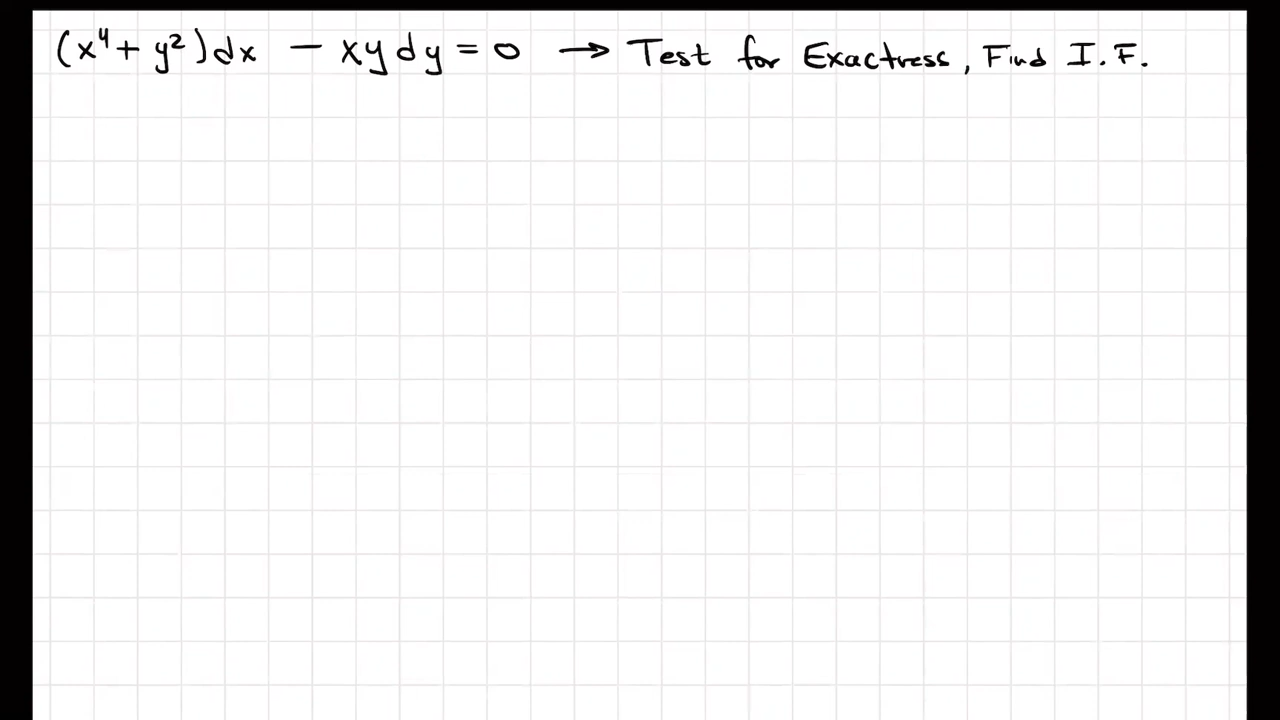 (x⁴ + y²)dx − xy dy = 0 → Test for Exactness, Find I.F.